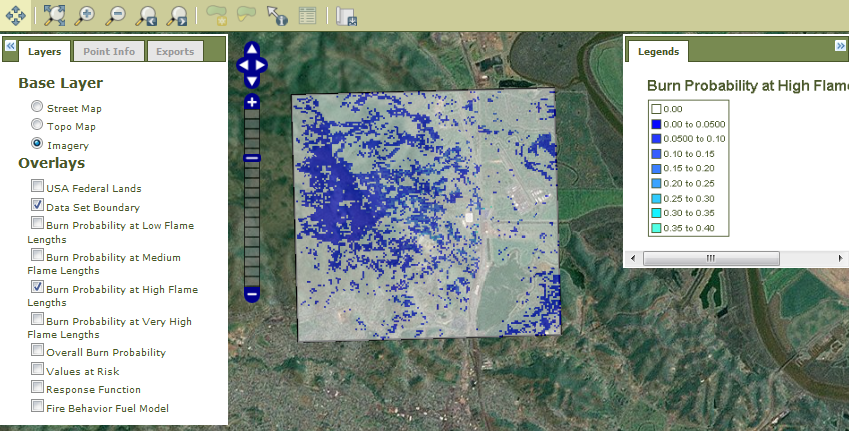 Layers
Point Info
Exports
Base Layer
Street Map
Topo Map
Imagery
Overlays
USA Federal Lands
Data Set Boundary
Burn Probability at Low Flame
Lengths
Burn Probability at Medium
Flame Lengths
Burn Probability at High Flame
Lengths
Burn Probability at Very High
Flame Lengths
Overall Burn Probability
Values at Risk
Response Function
Fire Behavior Fuel Model
Legends
Burn Probability at High Flame
0.00
0.00 to 0.0500
0.0500 to 0.10
0.10 to 0.15
0.15 to 0.20
0.20 to 0.25
0.25 to 0.30
0.30 to 0.35
0.35 to 0.40